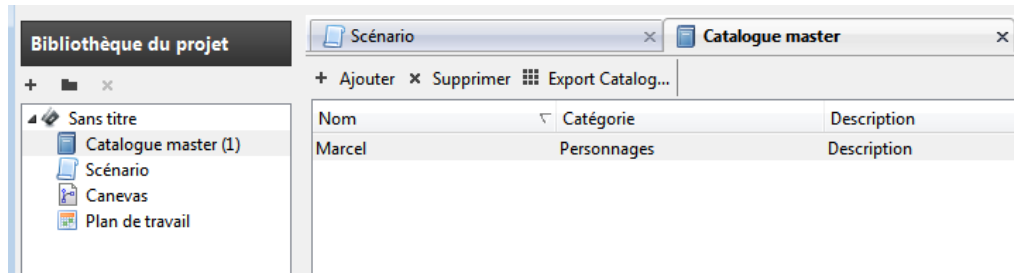 Bibliothèque du projet
Scénario
Catalogue master
Ajouter Supprimer Export Catalog...
Sans titre
Catalogue master (1)
Scénario
Canevas
Plan de travail
Nom Catégorie Description
Marcel Personnages Description